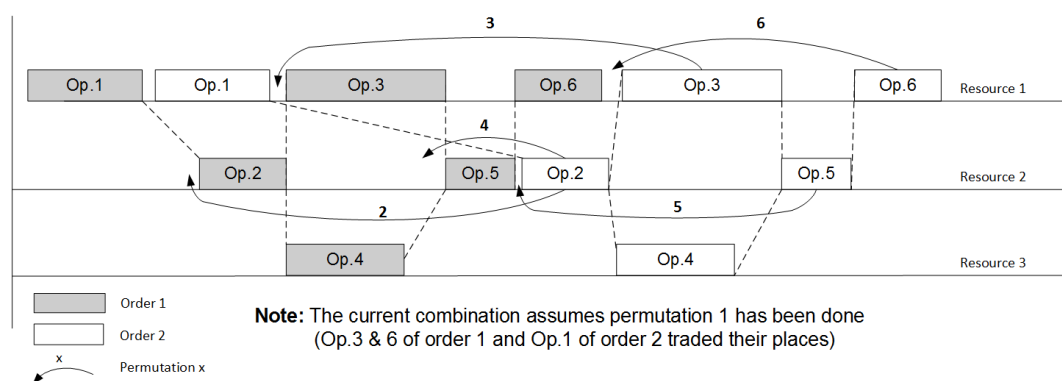 3
6
Op.1
Op.1
Op.3
Op.6
Op.3
Op.6
Resource 1
4
Op.2
Op.5
Op.2
Op.5
Resource 2
2
5
Op.4
Op.4
Resource 3
Order 1
Order 2
x
Permutation x
Note: The current combination assumes permutation 1 has been done
(Op.3 & 6 of order 1 and Op.1 of order 2 traded their places)